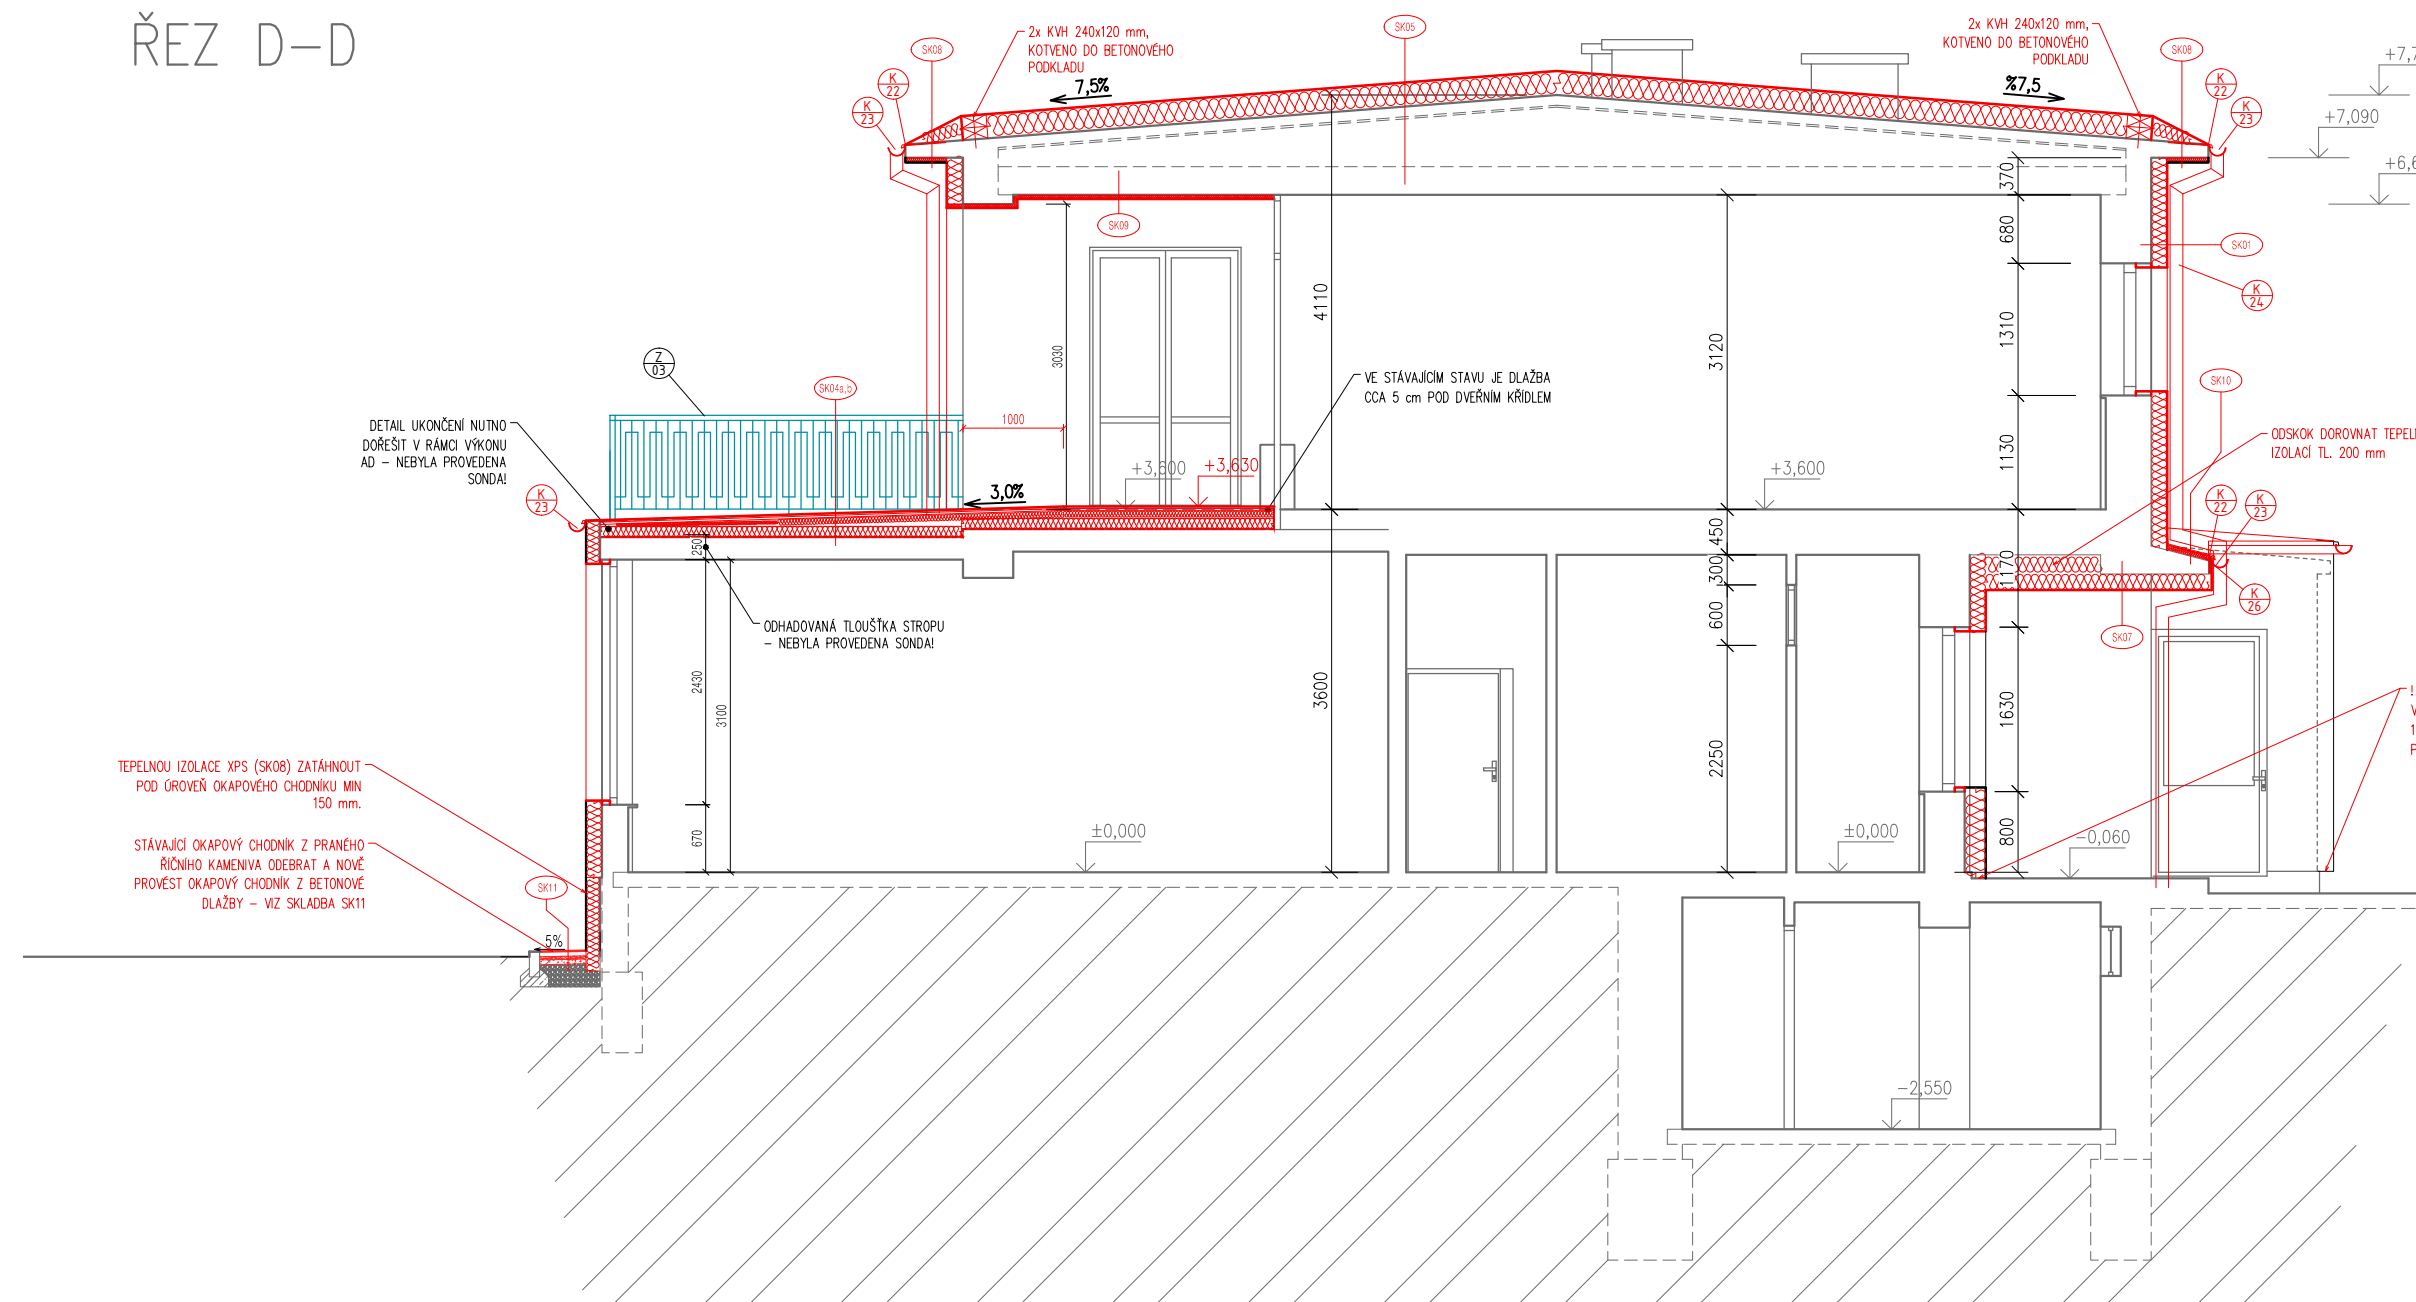 ŘEZ D-D
SK08
2x KVH 240x120 mm,
KOTVENO DO BETONOVÉHO
PODKLADU
7,5%
K
22
K
23
SK05
2x KVH 240x120 mm,
KOTVENO DO BETONOVÉHO
PODKLADU
%7,5
SK08
K
22
K
23
+7,090
370
680
SK09
SK01
K
24
4110
3120
1310
3030
Z
03
SK04a,b
VE STÁVAJÍCÍM STAVU JE DLAŽBA
CCA 5 cm POD DVEŘNÍM KŘÍDLEM
SK10
1000
DETAIL UKONČENÍ NUTNO
DOŘEŠIT V RÁMCI VÝKONU
AD – NEBYLA PROVEDENA
SONDA!
ODSKOK DOROVNAT TEPEL
IZOLACÍ TL. 200 mm
1130
+3,600
+3,630
+3,600
3,0%
K
23
K
22
K
23
250
450
300
1170
600
K
26
SK07
ODHADOVANÁ TLOUŠŤKA STROPU
– NEBYLA PROVEDENA SONDA!
2430
3100
3600
2250
1630
TEPELNOU IZOLACE XPS (SK08) ZATÁHNOUT
POD ÚROVEŇ OKAPOVÉHO CHODNÍKU MIN
150 mm.
670
±0,000
±0,000
800
-0,060
STÁVAJÍCÍ OKAPOVÝ CHODNÍK Z PRANÉHO
ŘÍČNÍHO KAMENIVA ODEBRAT A NOVĚ
PROVÉST OKAPOVÝ CHODNÍK Z BETONOVÉ
DLAŽBY – VIZ SKLADBA SK11
SK11
5%
-2,550